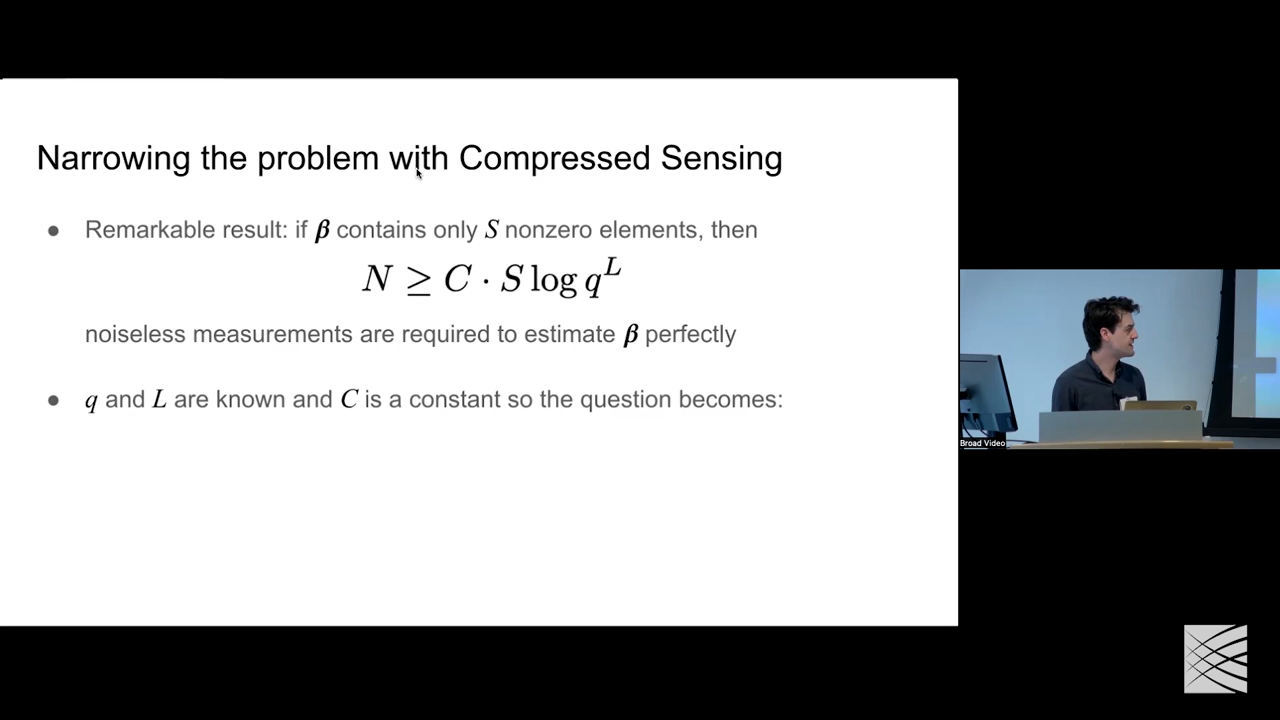 Narrowing the problem with Compressed Sensing
● Remarkable result: if β contains only S nonzero elements, then
N ≥ C · S log q^L
noiseless measurements are required to estimate β perfectly
● q and L are known and C is a constant so the question becomes:
Broad Video